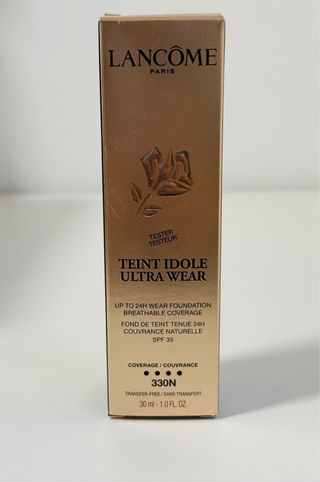 LANCÔME
PARIS
TESTER
TESTEUR
TEINT IDOLE
ULTRA WEAR
UP TO 24H WEAR FOUNDATION
BREATHABLE COVERAGE
FOND DE TEINT TENUE 24H
COUVRANCE NATURELLE
SPF 35
COVERAGE / COUVRANCE
330N
TRANSFER-FREE / SANS TRANSFERT
30 ml - 1.0 FL. OZ.